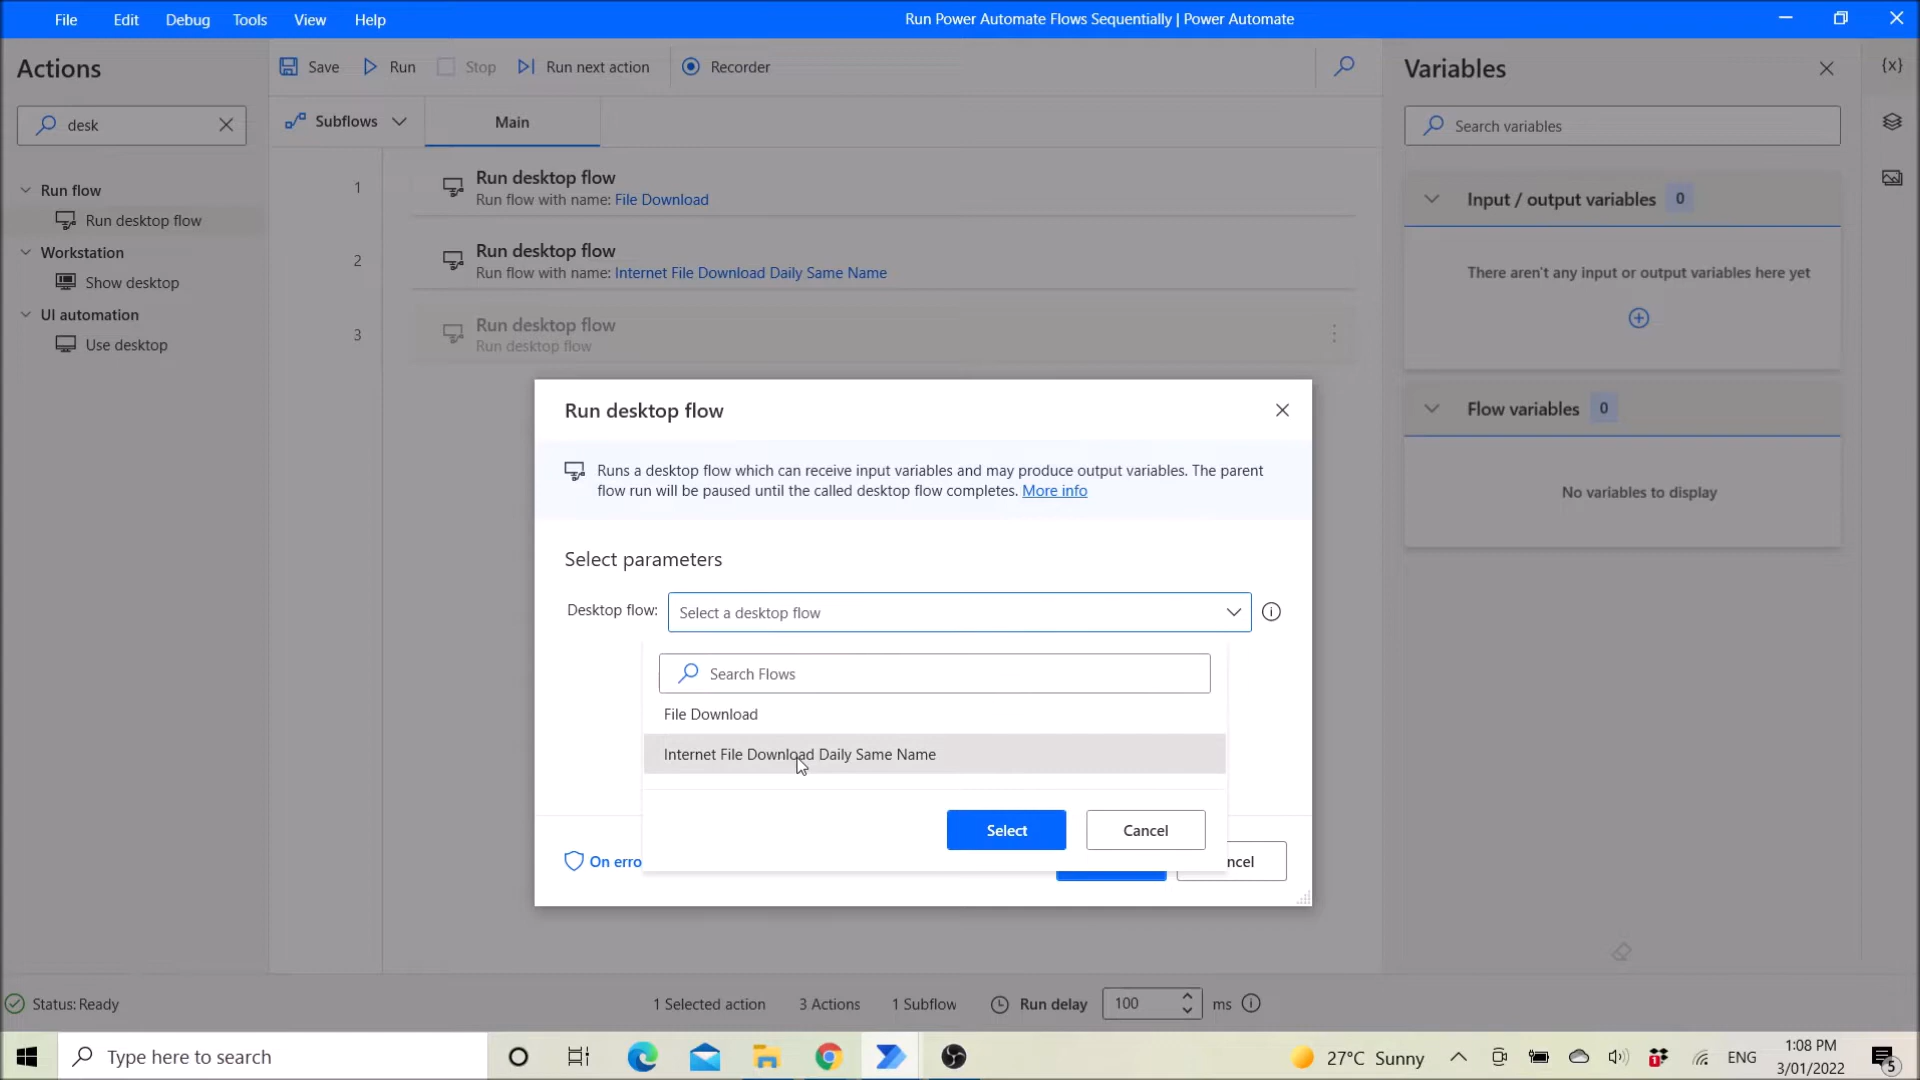 File Edit Debug Tools View Help
Run Power Automate Flows Sequentially | Power Automate
Actions
desk
Run flow
Run desktop flow
Workstation
Show desktop
UI automation
Use desktop
Save Run Stop Run next action Recorder
Subflows Main
1
Run desktop flow
Run flow with name: File Download
2
Run desktop flow
Run flow with name: Internet File Download Daily Same Name
3
Run desktop flow
Run desktop flow
Run desktop flow
Runs a desktop flow which can receive input variables and may produce output variables. The parent
flow run will be paused until the called desktop flow completes. More info
Select parameters
Desktop flow: Select a desktop flow
Search Flows
File Download
Internet File Download Daily Same Name
Select Cancel
On erro
ncel
Variables
{x}
Search variables
Input / output variables 0
There aren't any input or output variables here yet
Flow variables 0
No variables to display
Status: Ready 1 Selected action 3 Actions 1 Subflow Run delay 100 ms
Type here to search
27°C Sunny
1
ENG
1:08 PM
3/01/2022
5